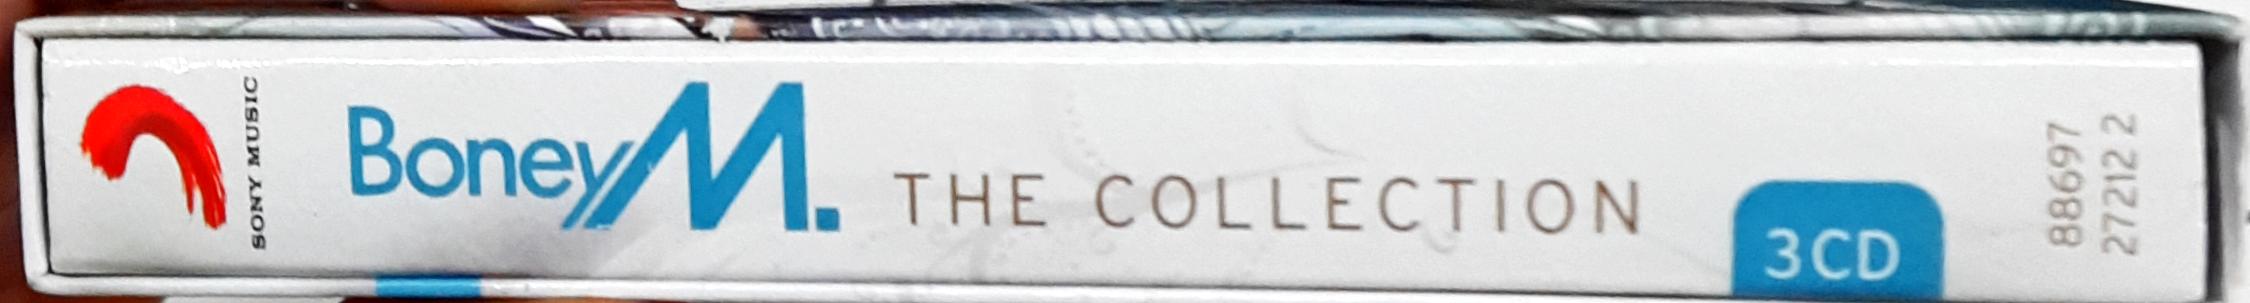 SONY MUSIC
Boney M.
THE COLLECTION
3CD
88697
27212 2